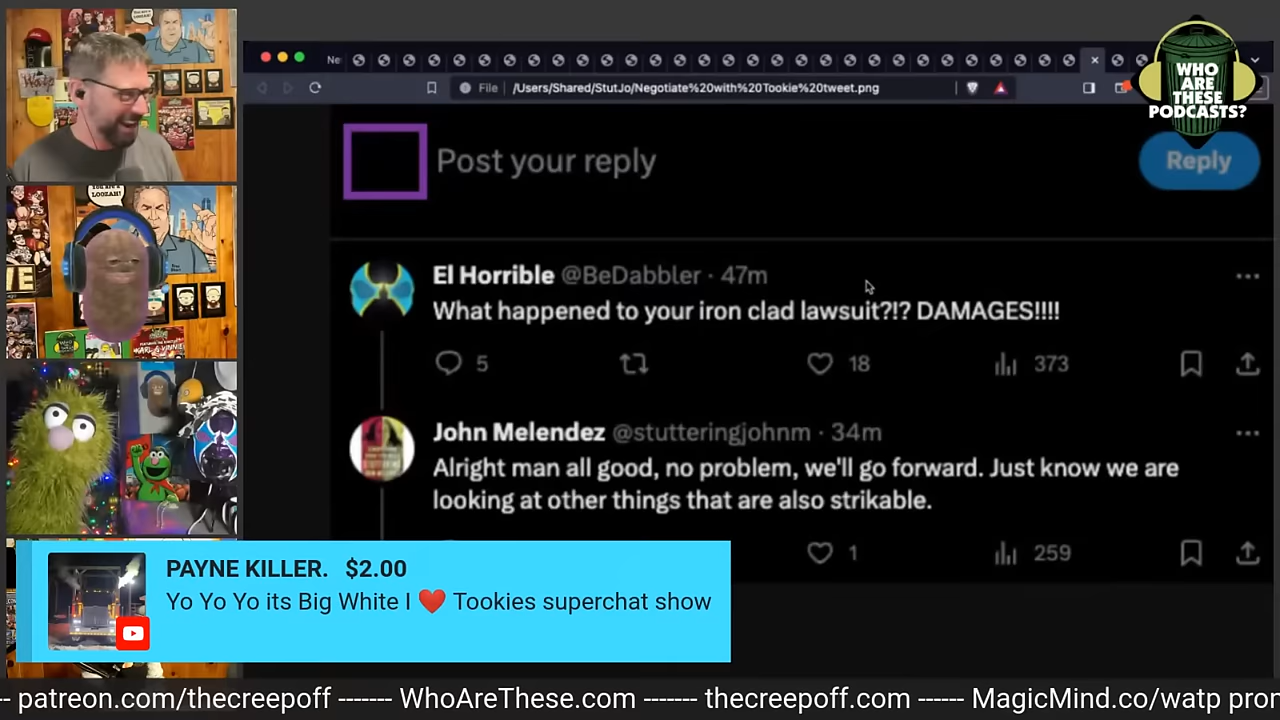 Ne
File
/Users/Shared/StutJo/Negotiate%20with%20Tookie%20tweet.png
WHO
ARE
THESE
PODCASTS?
Post your reply
Reply
El Horrible @BeDabbler · 47m
What happened to your iron clad lawsuit?!? DAMAGES!!!!
5
18
373
John Melendez @stutteringjohnm · 34m
Alright man all good, no problem, we'll go forward. Just know we are
looking at other things that are also strikable.
1
259
PAYNE KILLER. $2.00
Yo Yo Yo its Big White I ❤️ Tookies superchat show
-- patreon.com/thecreepoff ------- WhoAreThese.com ------- thecreepoff.com ------ MagicMind.co/watp pror